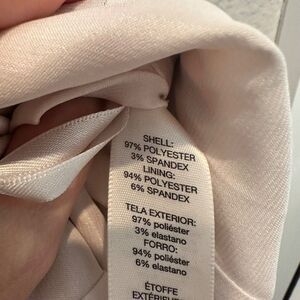 SHELL:
97% POLYESTER
3% SPANDEX
LINING:
94% POLYESTER
6% SPANDEX
TELA EXTERIOR:
97% poliéster
3% elastano
FORRO:
94% poliéster
6% elastano
ÉTOFFE
EXTÉRIEURE